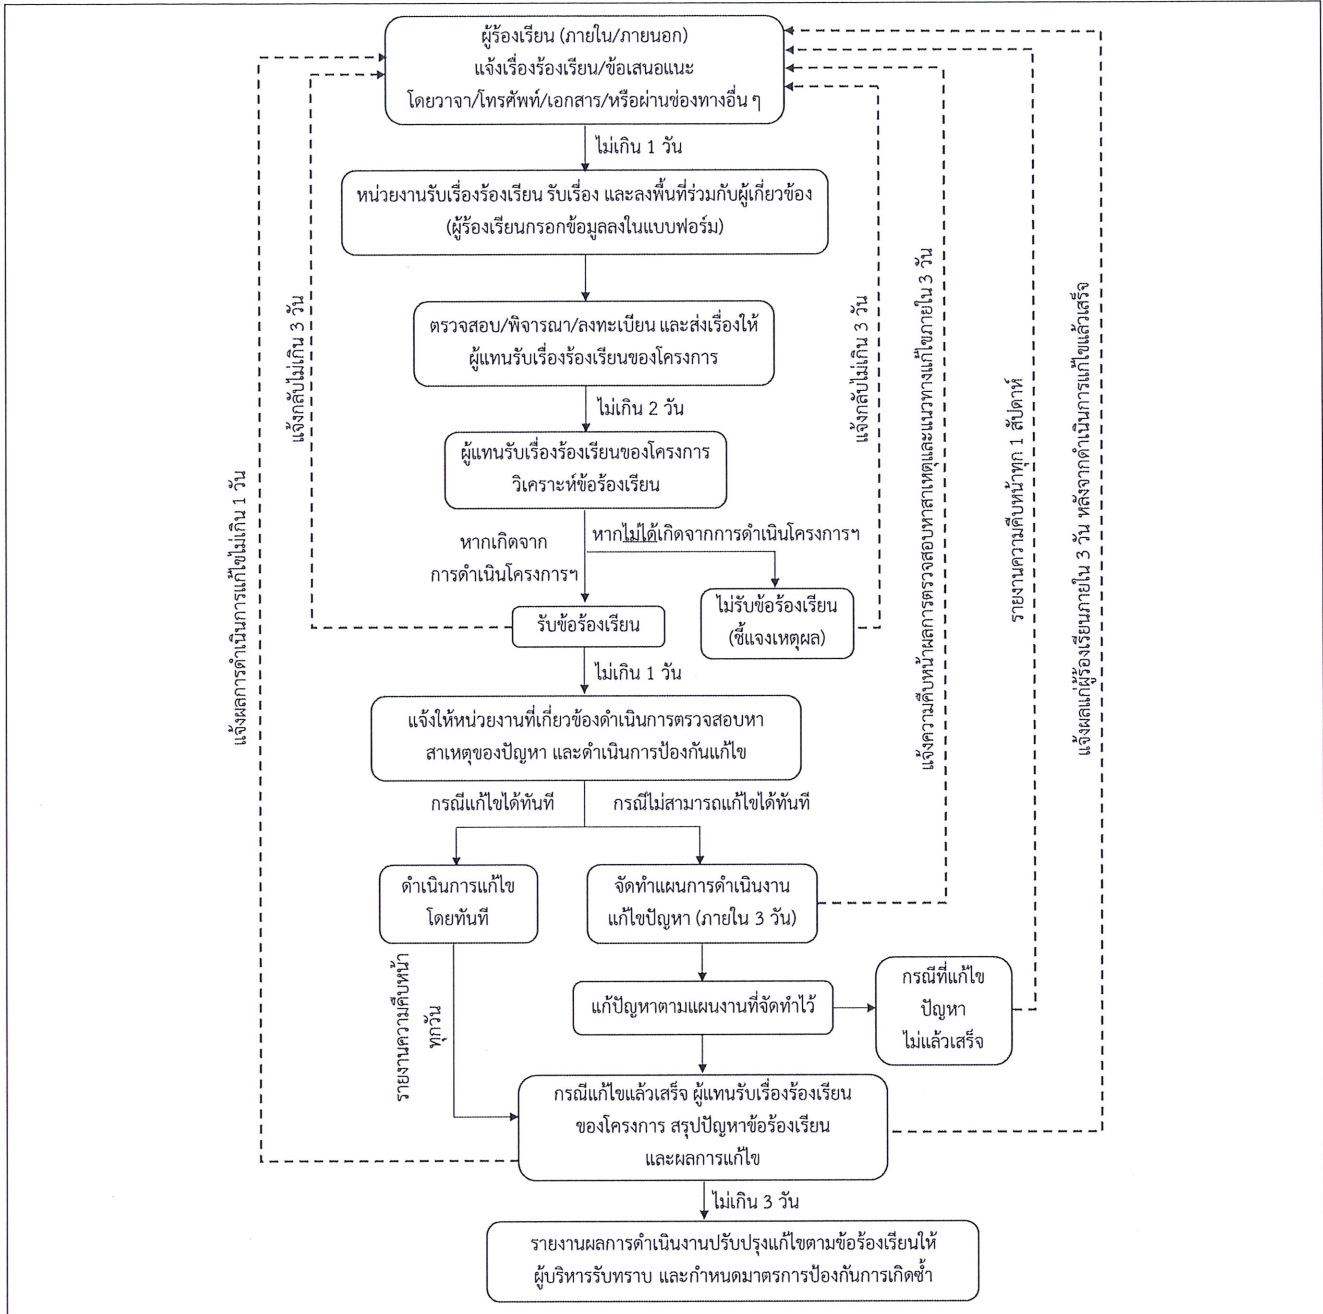 ผู้ร้องเรียน (ภายใน/ภายนอก)
แจ้งเรื่องร้องเรียน/ข้อเสนอแนะ
โดยวาจา/โทรศัพท์/เอกสาร/หรือผ่านช่องทางอื่น ๆ
ไม่เกิน 1 วัน
หน่วยงานรับเรื่องร้องเรียน รับเรื่อง และลงพื้นที่ร่วมกับผู้เกี่ยวข้อง
(ผู้ร้องเรียนกรอกข้อมูลลงในแบบฟอร์ม)
ตรวจสอบ/พิจารณา/ลงทะเบียน และส่งเรื่องให้
ผู้แทนรับเรื่องร้องเรียนของโครงการ
ไม่เกิน 2 วัน
ผู้แทนรับเรื่องร้องเรียนของโครงการ
วิเคราะห์ข้อร้องเรียน
หากเกิดจาก
การดำเนินโครงการฯ
หากไม่ได้เกิดจากการดำเนินโครงการฯ
รับข้อร้องเรียน
ไม่รับข้อร้องเรียน
(ชี้แจงเหตุผล)
ไม่เกิน 1 วัน
แจ้งให้หน่วยงานที่เกี่ยวข้องดำเนินการตรวจสอบหา
สาเหตุของปัญหา และดำเนินการป้องกันแก้ไข
กรณีแก้ไขได้ทันที
กรณีไม่สามารถแก้ไขได้ทันที
ดำเนินการแก้ไข
โดยทันที
จัดทำแผนการดำเนินงาน
แก้ไขปัญหา (ภายใน 3 วัน)
รายงานความคืบหน้า
ทุกวัน
แก้ปัญหาตามแผนงานที่จัดทำไว้
กรณีที่แก้ไข
ปัญหา
ไม่แล้วเสร็จ
กรณีแก้ไขแล้วเสร็จ ผู้แทนรับเรื่องร้องเรียน
ของโครงการ สรุปปัญหาข้อร้องเรียน
และผลการแก้ไข
ไม่เกิน 3 วัน
รายงานผลการดำเนินงานปรับปรุงแก้ไขตามข้อร้องเรียนให้
ผู้บริหารรับทราบ และกำหนดมาตรการป้องกันการเกิดซ้ำ
แจ้งผลการดำเนินการแก้ไขไม่เกิน 1 วัน
แจ้งกลับไม่เกิน 3 วัน
แจ้งกลับไม่เกิน 3 วัน
แจ้งความคืบหน้าผลการตรวจสอบหาสาเหตุและแนวทางแก้ไขภายใน 3 วัน
รายงานความคืบหน้าทุก 1 สัปดาห์
แจ้งผลแก่ผู้ร้องเรียนภายใน 3 วัน หลังจากดำเนินการแก้ไขแล้วเสร็จ